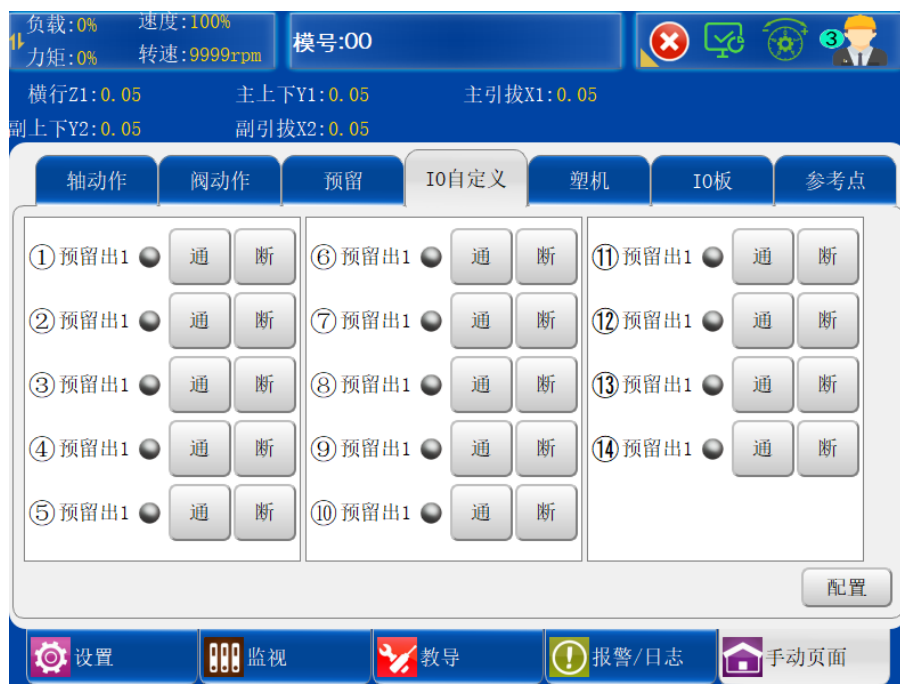 负载:0% 速度:100%
力矩:0% 转速:9999rpm
模号:00
3
横行Z1:0.05 主上下Y1:0.05 主引拔X1:0.05
副上下Y2:0.05 副引拔X2:0.05
轴动作 阀动作 预留 IO自定义 塑机 IO板 参考点
①预留出1 通 断 ⑥预留出1 通 断 ⑪预留出1 通 断
②预留出1 通 断 ⑦预留出1 通 断 ⑫预留出1 通 断
③预留出1 通 断 ⑧预留出1 通 断 ⑬预留出1 通 断
④预留出1 通 断 ⑨预留出1 通 断 ⑭预留出1 通 断
⑤预留出1 通 断 ⑩预留出1 通 断
配置
设置 监视 教导 报警/日志 手动页面